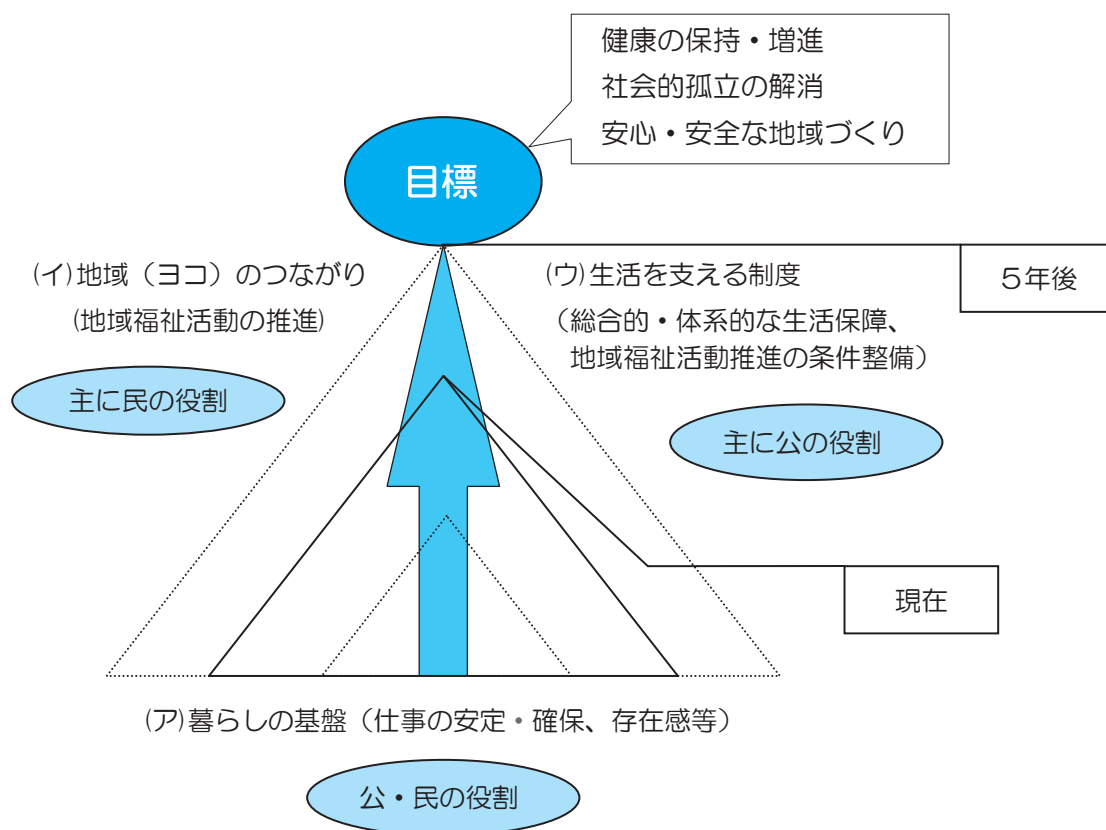 健康の保持・増進
社会的孤立の解消
安心・安全な地域づくり
目標
(イ)地域（ヨコ）のつながり
(地域福祉活動の推進)
主に民の役割
(ウ)生活を支える制度
（総合的・体系的な生活保障、
地域福祉活動推進の条件整備）
主に公の役割
５年後
現在
(ア)暮らしの基盤（仕事の安定・確保、存在感等）
公・民の役割